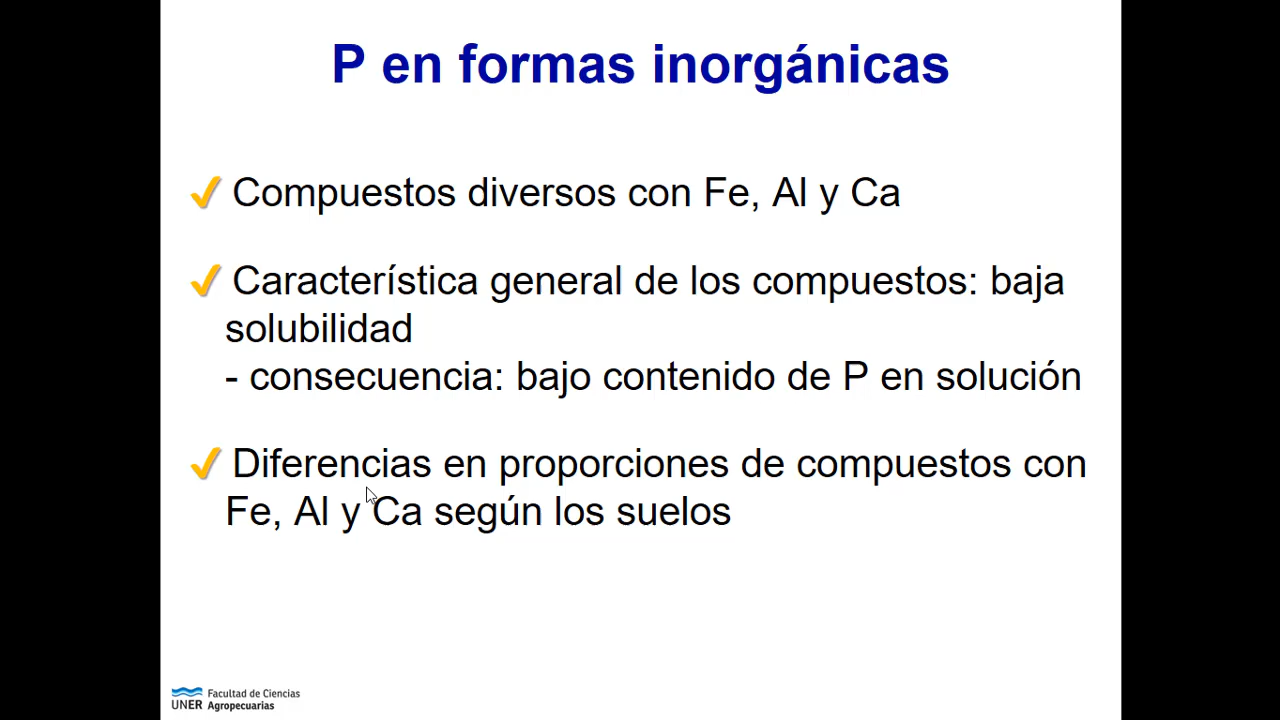 P en formas inorgánicas
✓ Compuestos diversos con Fe, Al y Ca
✓ Característica general de los compuestos: baja
solubilidad
- consecuencia: bajo contenido de P en solución
✓ Diferencias en proporciones de compuestos con
Fe, Al y Ca según los suelos
UNER Facultad de Ciencias
Agropecuarias